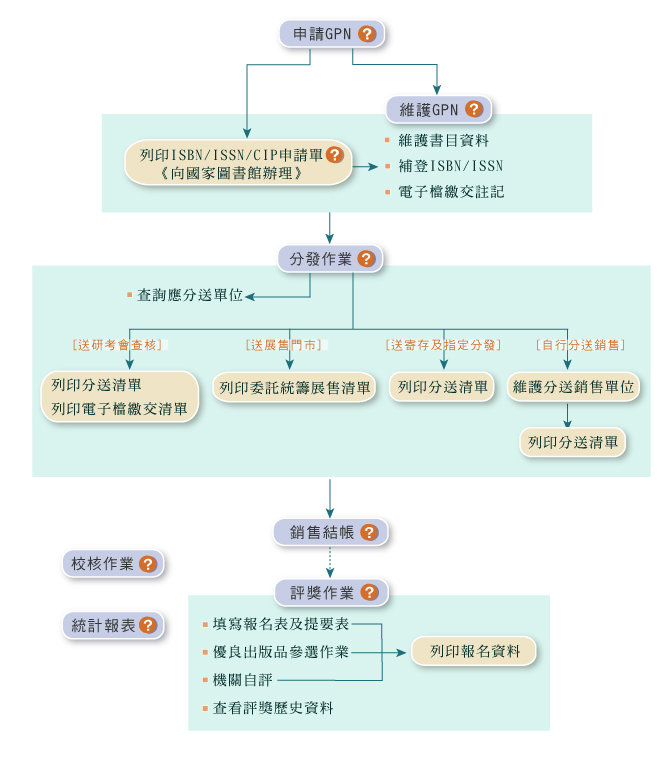 申請GPN ?
維護GPN ?
列印ISBN/ISSN/CIP申請單 ?
《向國家圖書館辦理》
維護書目資料
補登ISBN/ISSN
電子檔繳交註記
分發作業 ?
查詢應分送單位
[送研考會查核]
[送展售門市]
[送寄存及指定分發]
[自行分送銷售]
列印分送清單
列印電子檔繳交清單
列印委託統籌展售清單
列印分送清單
維護分送銷售單位
列印分送清單
銷售結帳 ?
校核作業 ?
評獎作業 ?
統計報表 ?
填寫報名表及提要表
優良出版品參選作業
機關自評
查看評獎歷史資料
列印報名資料